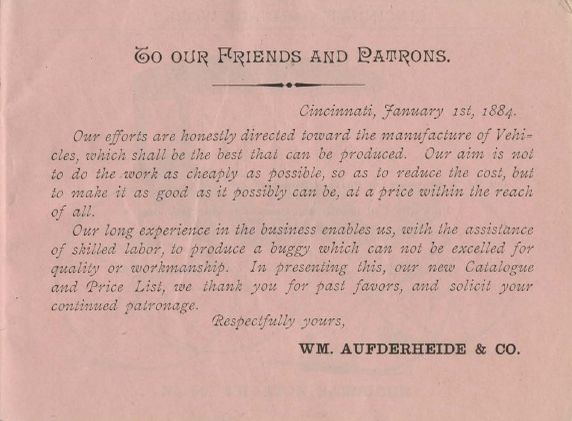 To our Friends and Patrons.
Cincinnati, January 1st, 1884.
Our efforts are honestly directed toward the manufacture of Vehi-
cles, which shall be the best that can be produced. Our aim is not
to do the work as cheaply as possible, so as to reduce the cost, but
to make it as good as it possibly can be, at a price within the reach
of all.
Our long experience in the business enables us, with the assistance
of skilled labor, to produce a buggy which can not be excelled for
quality or workmanship. In presenting this, our new Catalogue
and Price List, we thank you for past favors, and solicit your
continued patronage.
Respectfully yours,
WM. AUFDERHEIDE & CO.